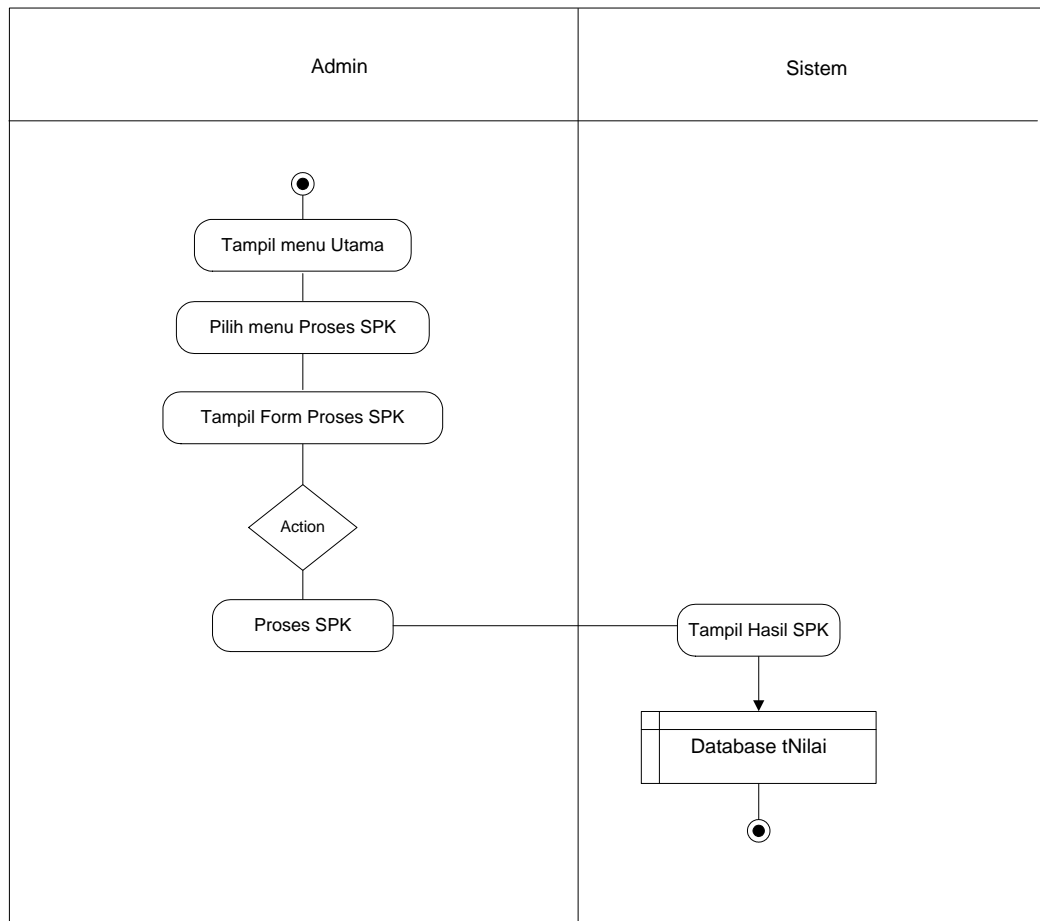 Admin
Sistem
Tampil menu Utama
Pilih menu Proses SPK
Tampil Form Proses SPK
Action
Proses SPK
Tampil Hasil SPK
Database tNilai